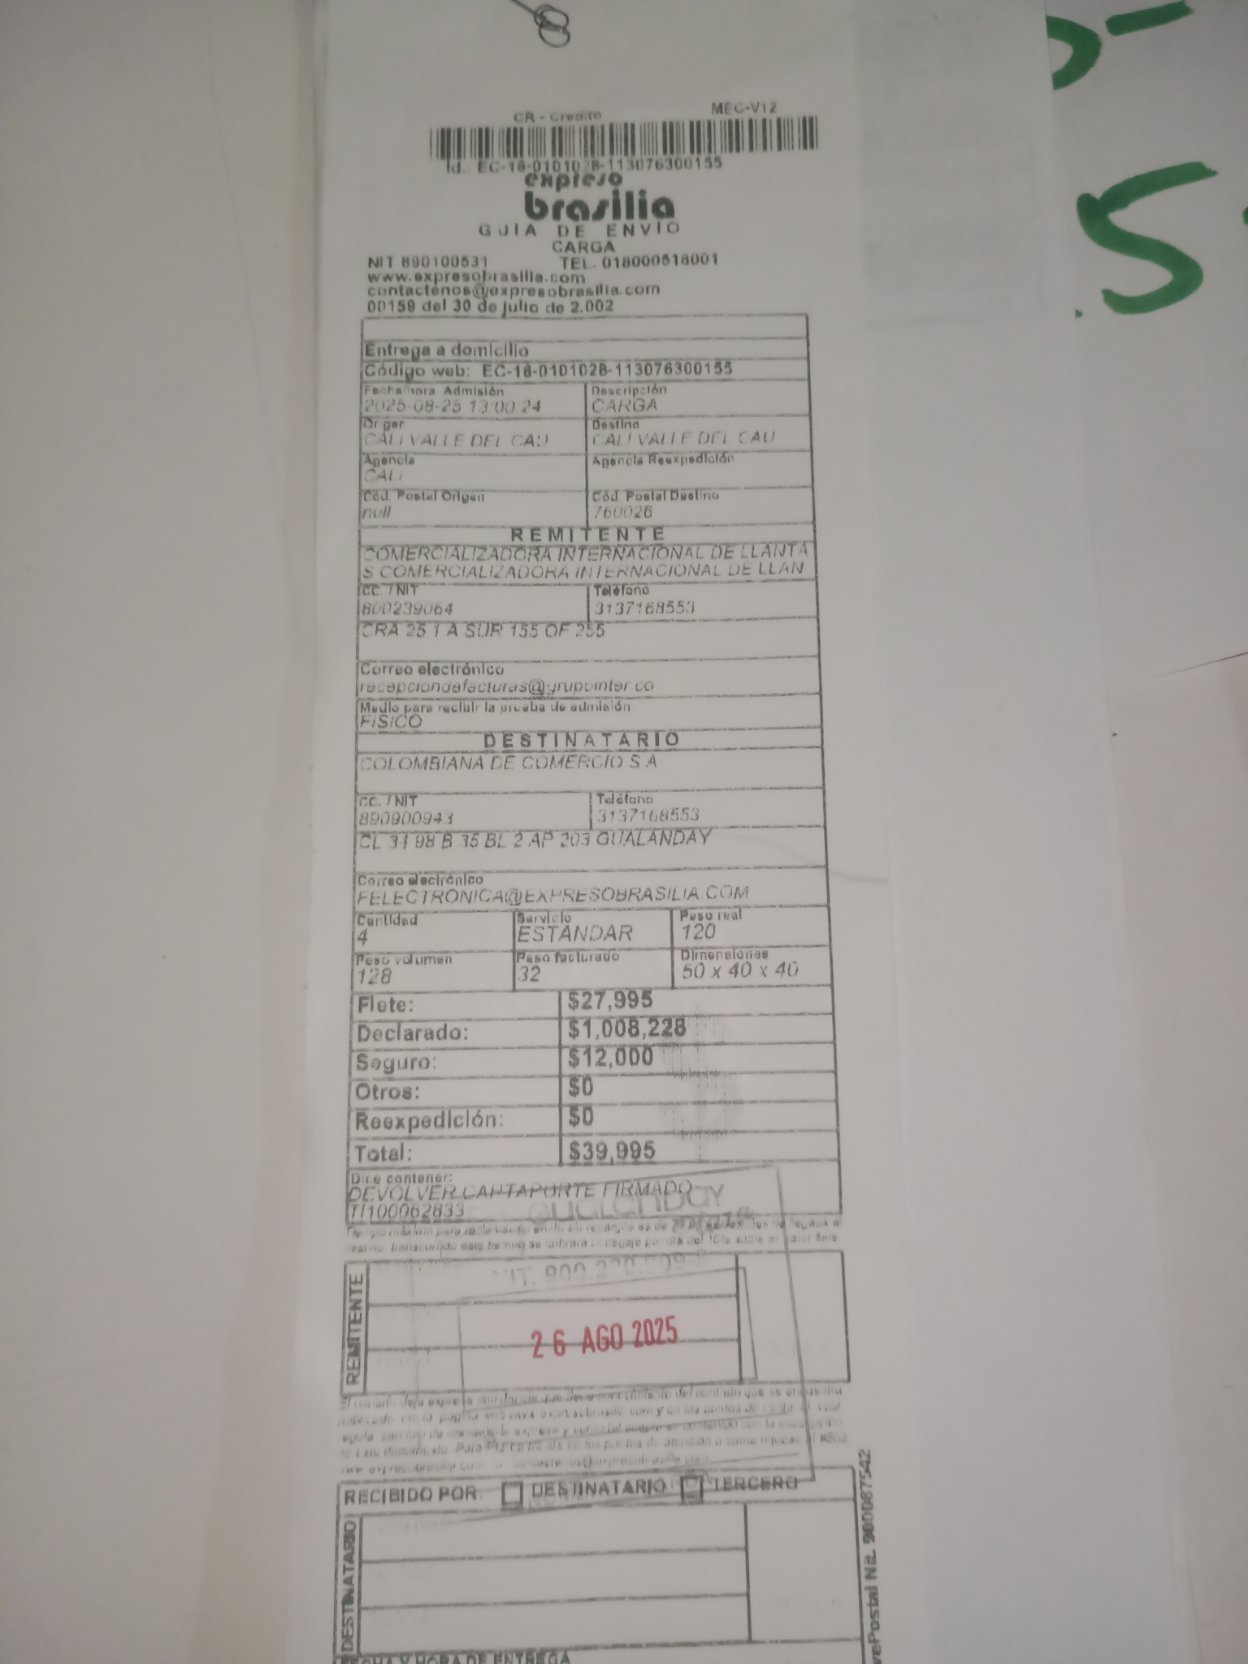 CR - Credito MEC-V12
Id.: EC-16-0101028-113076300155
expreso
brasilia
GUIA DE ENVIO
CARGA
NIT 890100531 TEL. 018000518001
www.expresobrasilia.com
contactenos@expresobrasilia.com
00159 del 30 de julio de 2.002
Entrega a domicilio
Código web: EC-16-0101028-113076300155
Fecha/hora Admisión Descripción
2025-08-25 13:00:24 CARGA
Origen Destino
CALI VALLE DEL CAU CALI VALLE DEL CAU
Agencia Agencia Reexpedición
CALI
Cód. Postal Origen Cód. Postal Destino
null 760026
REMITENTE
COMERCIALIZADORA INTERNACIONAL DE LLANTA
S COMERCIALIZADORA INTERNACIONAL DE LLAN
CC. / NIT Teléfono
800239064 3137168553
CRA 25 1 A SUR 155 OF 255
Correo electrónico
recepciondefacturas@grupointer.co
Medio para recibir la prueba de admisión
FISICO
DESTINATARIO
COLOMBIANA DE COMERCIO S A
CC. / NIT Teléfono
890900943 3137168553
CL 31 98 B 35 BL 2 AP 203 GUALANDAY
Correo electrónico
FELECTRONICA@EXPRESOBRASILIA.COM
Cantidad Servicio Peso real
4 ESTANDAR 120
Peso volumen Peso facturado Dimensiones
128 32 50 x 40 x 40
Flete: $27,995
Declarado: $1,008,228
Seguro: $12,000
Otros: $0
Reexpedición: $0
Total: $39,995
Dice contener:
DEVOLVER CARTAPORTE FIRMADO
TI100062833
REMITENTE
26 AGO 2025
RECIBIDO POR: DESTINATARIO TERCERO
DESTINATARIO
FECHA Y HORA DE ENTREGA
vePostal Nit. 900087542